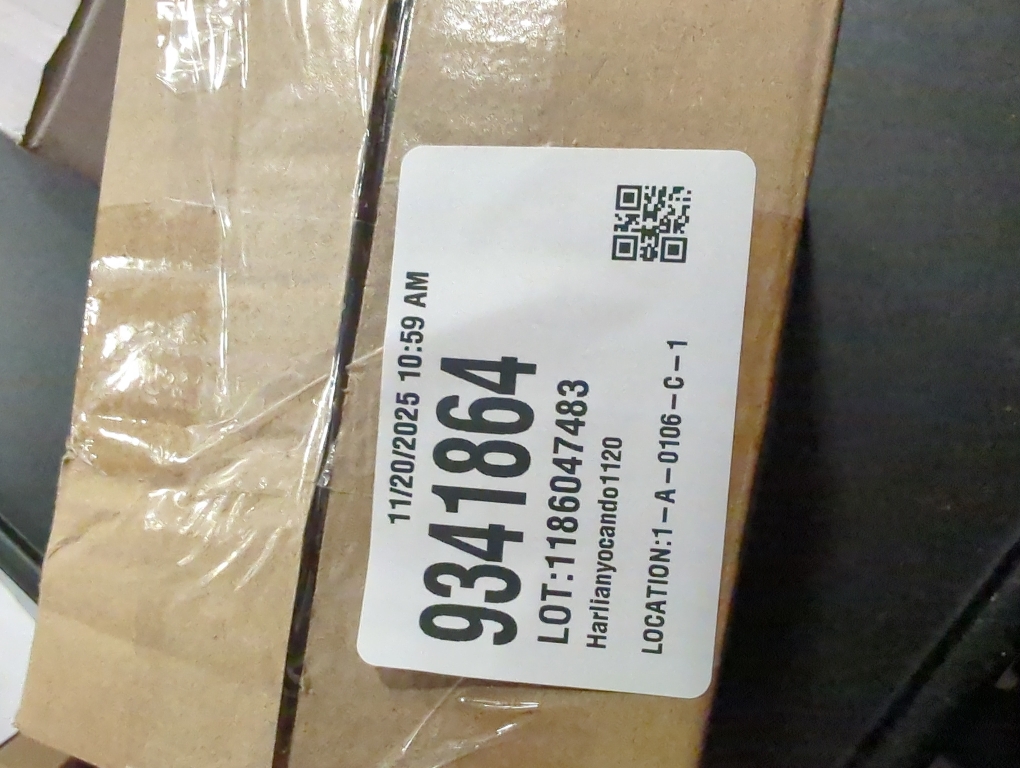 11/20/2025 10:59 AM
9341864
LOT:1186047483
Harlianyocando1120
LOCATION:1-A-0106-C-1